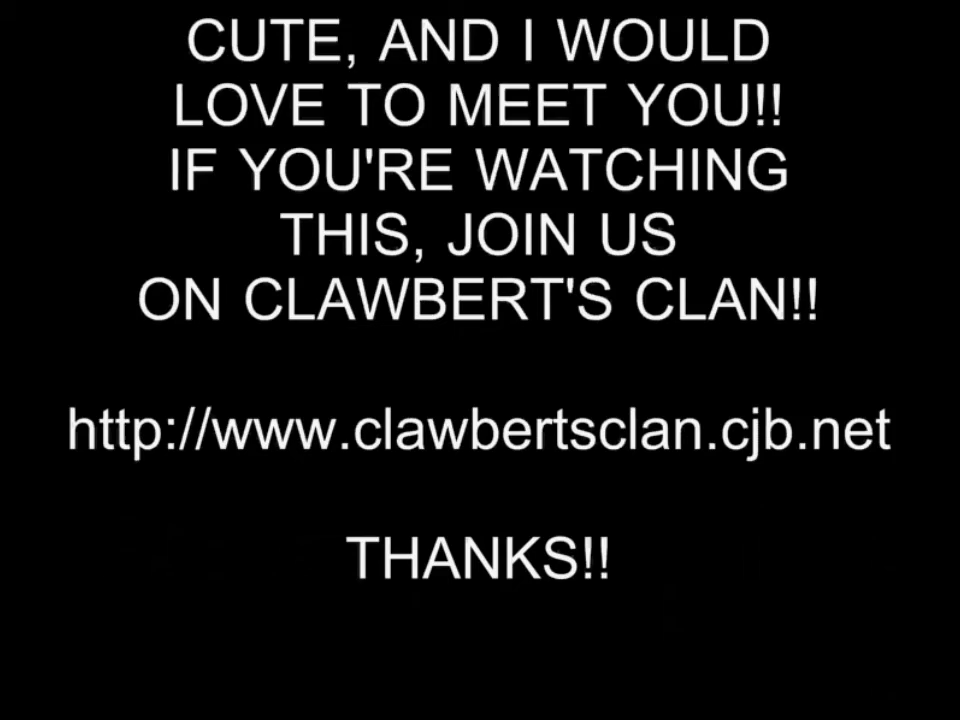 CUTE, AND I WOULD
LOVE TO MEET YOU!!
IF YOU'RE WATCHING
THIS, JOIN US
ON CLAWBERT'S CLAN!!
http://www.clawbertsclan.cjb.net
THANKS!!